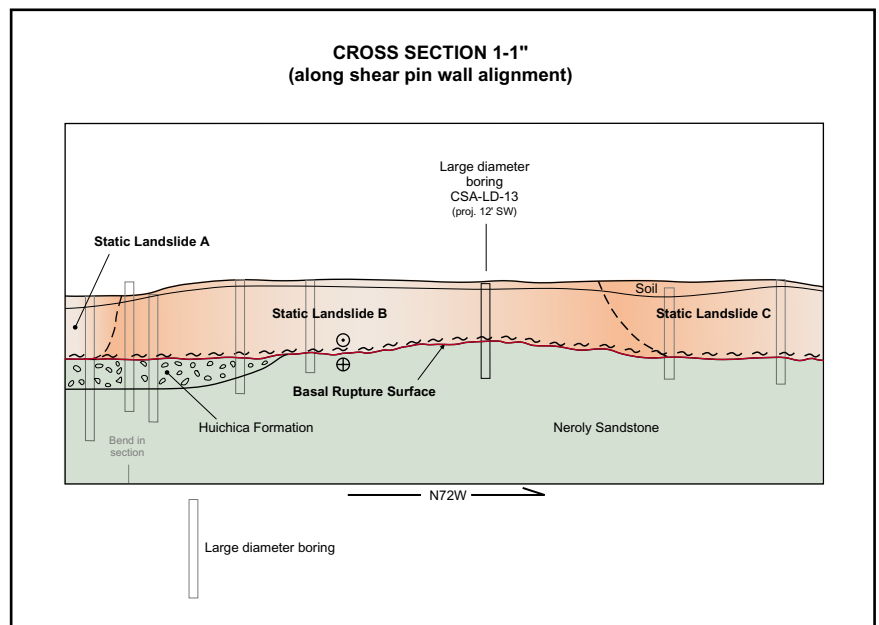 CROSS SECTION 1-1"
(along shear pin wall alignment)
Large diameter
boring
CSA-LD-13
(proj. 12' SW)
Static Landslide A
Soil
Static Landslide B
Static Landslide C
Basal Rupture Surface
Huichica Formation
Neroly Sandstone
Bend in
section
N72W
Large diameter boring